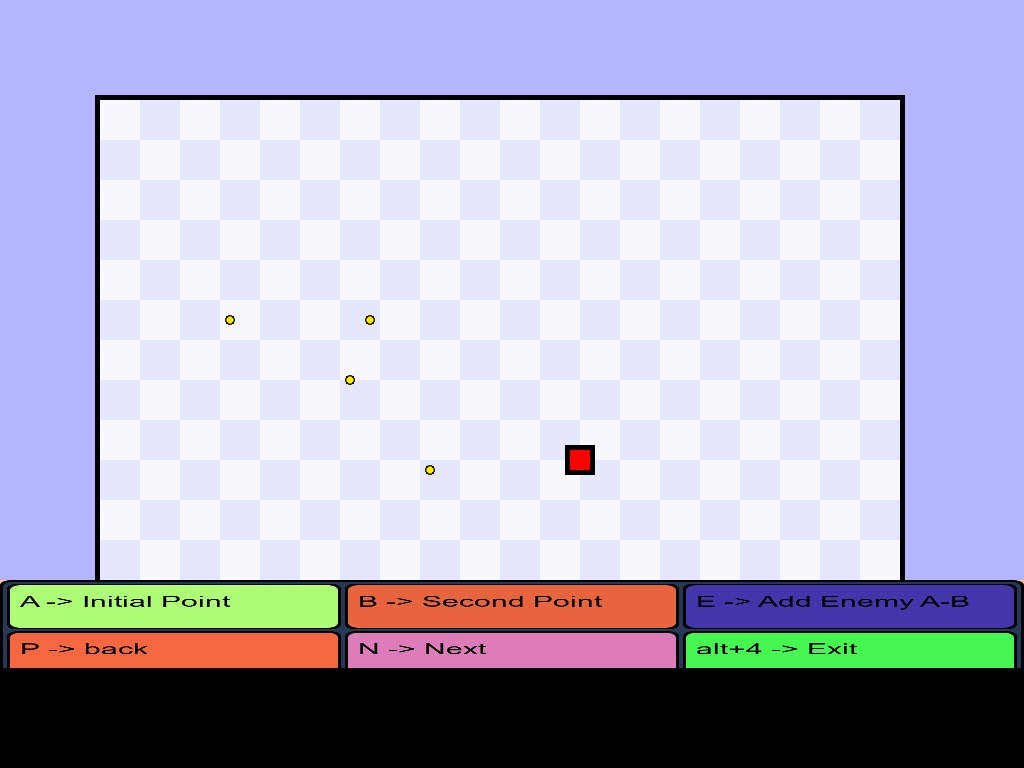 A -> Initial Point
B -> Second Point
E -> Add Enemy A-B
P -> back
N -> Next
alt+4 -> Exit